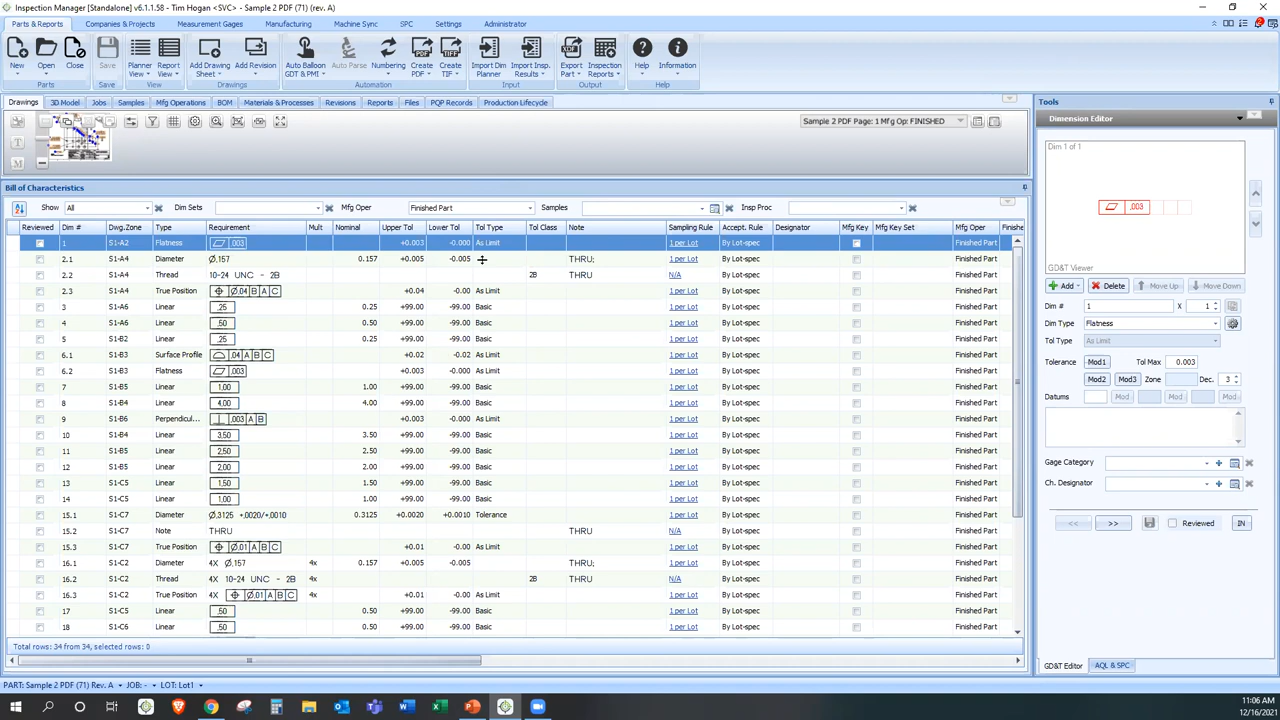 Inspection Manager [Standalone] v6.1.1.58 - Tim Hogan <SVC> - Sample 2 PDF (71) (rev. A)
Parts & Reports Companies & Projects Measurement Gages Manufacturing Machine Sync SPC Settings Administrator
New Open Close Save Planner View Report View Add Drawing Sheet Add Revision Auto Balloon GDT & PMI Auto Parse Numbering Create PDF Create TIF Import Dim Planner Import Insp. Results Export Part Inspection Reports Help Information
Parts Save View Drawings Automation Input Output Help
Drawings 3D Model Jobs Samples Mfg Operations BOM Materials & Processes Revisions Reports Files PQP Records Production Lifecycle
Sample 2 PDF Page: 1 Mfg Op: FINISHED
T
M
Bill of Characteristics
Show All Dim Sets Mfg Oper Finished Part Samples Insp Proc
Reviewed Dim # Dwg.Zone Type Requirement Mult Nominal Upper Tol Lower Tol Tol Type Tol Class Note Sampling Rule Accept. Rule Designator Mfg Key Mfg Key Set Mfg Oper Finishe
1 S1-A2 Flatness .003 +0.003 -0.000 As Limit 1 per Lot By Lot-spec Finished Part
2.1 S1-A4 Diameter Ø.157 0.157 +0.005 -0.005 THRU; 1 per Lot By Lot-spec Finished Part
2.2 S1-A4 Thread 10-24 UNC - 2B 2B THRU N/A By Lot-spec Finished Part
2.3 S1-A4 True Position Ø.04 B A C +0.04 -0.00 As Limit 1 per Lot By Lot-spec Finished Part
3 S1-A6 Linear .25 0.25 +99.00 -99.00 Basic 1 per Lot By Lot-spec Finished Part
4 S1-A6 Linear .50 0.50 +99.00 -99.00 Basic 1 per Lot By Lot-spec Finished Part
5 S1-B2 Linear .25 0.25 +99.00 -99.00 Basic 1 per Lot By Lot-spec Finished Part
6.1 S1-B3 Surface Profile .04 A B C +0.02 -0.02 As Limit 1 per Lot By Lot-spec Finished Part
6.2 S1-B3 Flatness .003 +0.003 -0.000 As Limit 1 per Lot By Lot-spec Finished Part
7 S1-B5 Linear 1.00 1.00 +99.00 -99.00 Basic 1 per Lot By Lot-spec Finished Part
8 S1-B4 Linear 4.00 4.00 +99.00 -99.00 Basic 1 per Lot By Lot-spec Finished Part
9 S1-B6 Perpendicul... .003 A B +0.003 -0.000 As Limit 1 per Lot By Lot-spec Finished Part
10 S1-B4 Linear 3.50 3.50 +99.00 -99.00 Basic 1 per Lot By Lot-spec Finished Part
11 S1-B5 Linear 2.50 2.50 +99.00 -99.00 Basic 1 per Lot By Lot-spec Finished Part
12 S1-B5 Linear 2.00 2.00 +99.00 -99.00 Basic 1 per Lot By Lot-spec Finished Part
13 S1-C5 Linear 1.50 1.50 +99.00 -99.00 Basic 1 per Lot By Lot-spec Finished Part
14 S1-C5 Linear 1.00 1.00 +99.00 -99.00 Basic 1 per Lot By Lot-spec Finished Part
15.1 S1-C7 Diameter Ø.3125 +.0020/+.0010 0.3125 +0.0020 +0.0010 Tolerance 1 per Lot By Lot-spec Finished Part
15.2 S1-C7 Note THRU THRU N/A By Lot-spec Finished Part
15.3 S1-C7 True Position Ø.01 A B C +0.01 -0.00 As Limit 1 per Lot By Lot-spec Finished Part
16.1 S1-C2 Diameter 4X Ø.157 4x 0.157 +0.005 -0.005 THRU; 1 per Lot By Lot-spec Finished Part
16.2 S1-C2 Thread 4X 10-24 UNC - 2B 4x 2B THRU N/A By Lot-spec Finished Part
16.3 S1-C2 True Position 4X Ø.01 A B C 4x +0.01 -0.00 As Limit 1 per Lot By Lot-spec Finished Part
17 S1-C5 Linear .50 0.50 +99.00 -99.00 Basic 1 per Lot By Lot-spec Finished Part
18 S1-C6 Linear .50 0.50 +99.00 -99.00 Basic 1 per Lot By Lot-spec Finished Part
Total rows: 34 from 34, selected rows: 0
Tools
Dimension Editor
Dim 1 of 1
.003
GD&T Viewer
Add Delete Move Up Move Down
Dim # 1 X 1
Dim Type Flatness
Tol Type As Limit
Tolerance Mod1 Tol Max 0.003
Mod2 Mod3 Zone Dec. 3
Datums Mod Mod Mod
Gage Category
Ch. Designator
<< >> Reviewed IN
GD&T Editor AQL & SPC
PART: Sample 2 PDF (71) Rev. A JOB: - LOT: Lot1
11:06 AM
12/16/2021